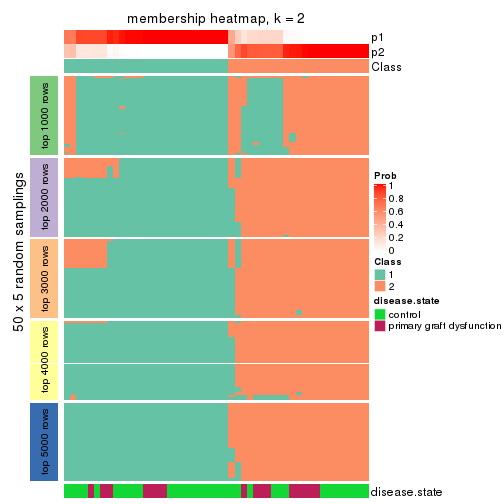 membership heatmap, k = 2
p1
p2
Class
50 x 5 random samplings
top 1000 rows
top 2000 rows
top 3000 rows
top 4000 rows
top 5000 rows
Prob
1
0.8
0.6
0.4
0.2
0
Class
1
2
disease.state
control
primary graft dysfunction
disease.state